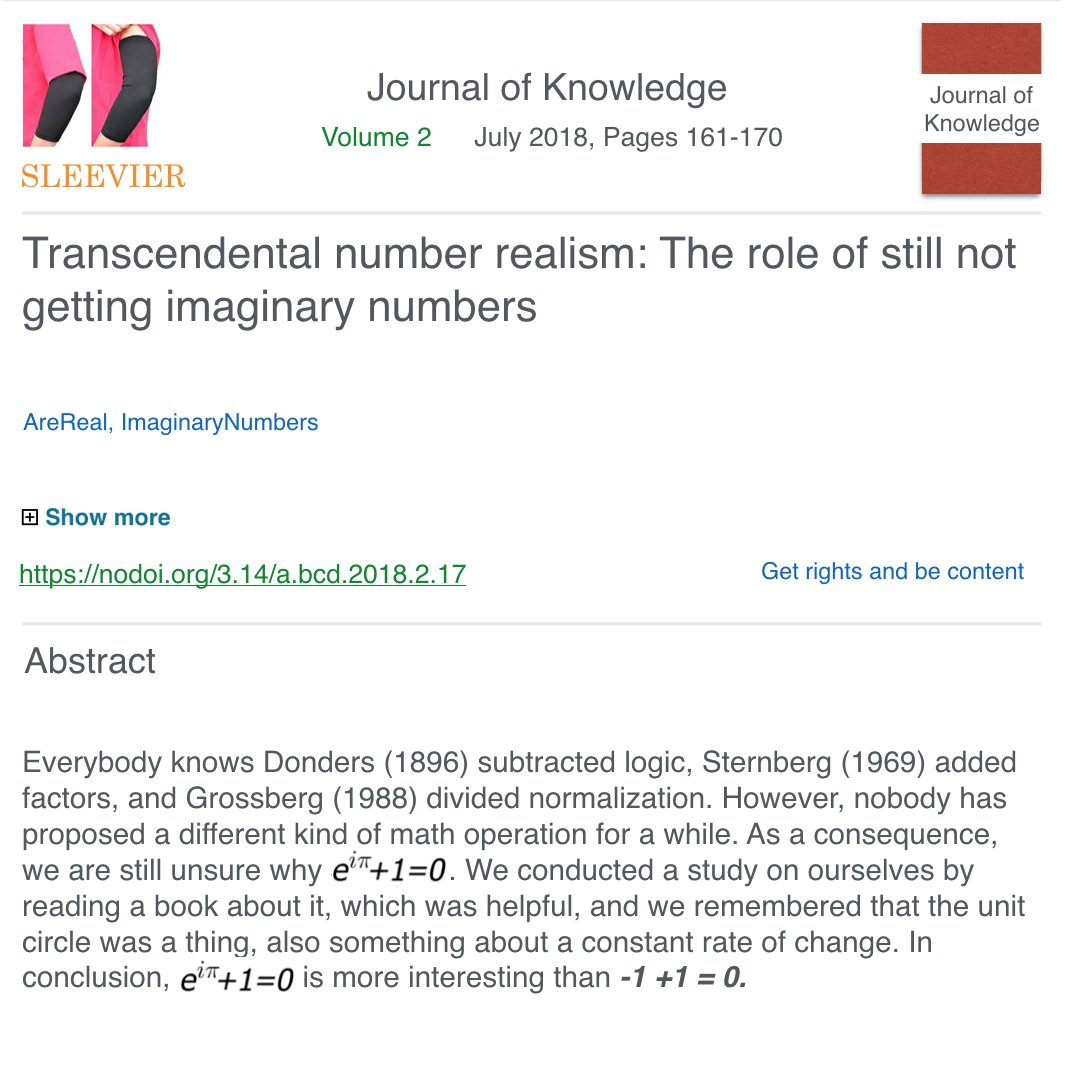 SLEEVIER
Journal of Knowledge
Volume 2 July 2018, Pages 161-170
Journal of
Knowledge
Transcendental number realism: The role of still not
getting imaginary numbers
AreReal, ImaginaryNumbers
Show more
https://nodoi.org/3.14/a.bcd.2018.2.17
Get rights and be content
Abstract
Everybody knows Donders (1896) subtracted logic, Sternberg (1969) added
factors, and Grossberg (1988) divided normalization. However, nobody has
proposed a different kind of math operation for a while. As a consequence,
we are still unsure why e^{iπ}+1=0. We conducted a study on ourselves by
reading a book about it, which was helpful, and we remembered that the unit
circle was a thing, also something about a constant rate of change. In
conclusion, e^{iπ}+1=0 is more interesting than -1 +1 = 0.